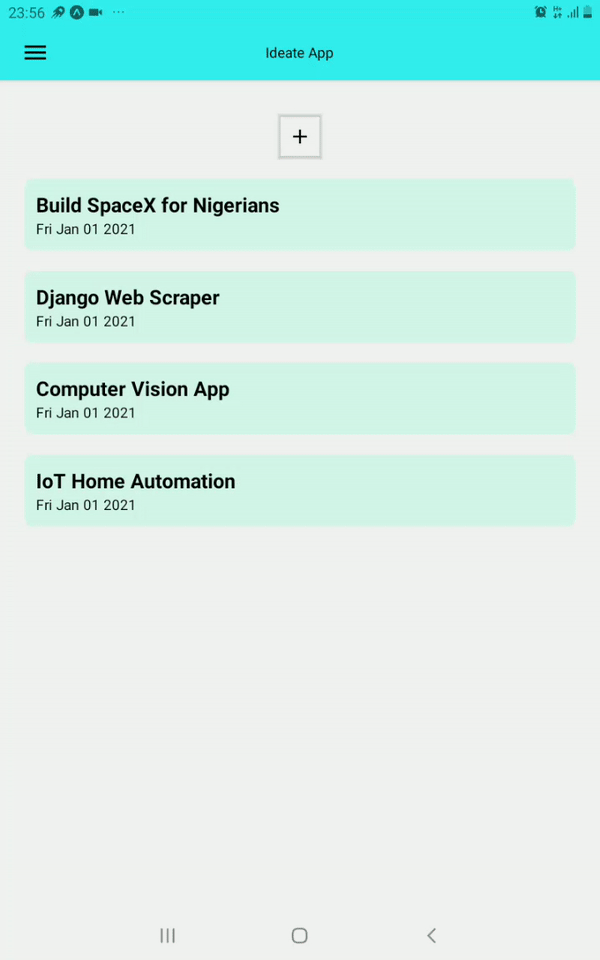 23:56
Ideate App
+
Build SpaceX for Nigerians
Fri Jan 01 2021
Django Web Scraper
Fri Jan 01 2021
Computer Vision App
Fri Jan 01 2021
IoT Home Automation
Fri Jan 01 2021